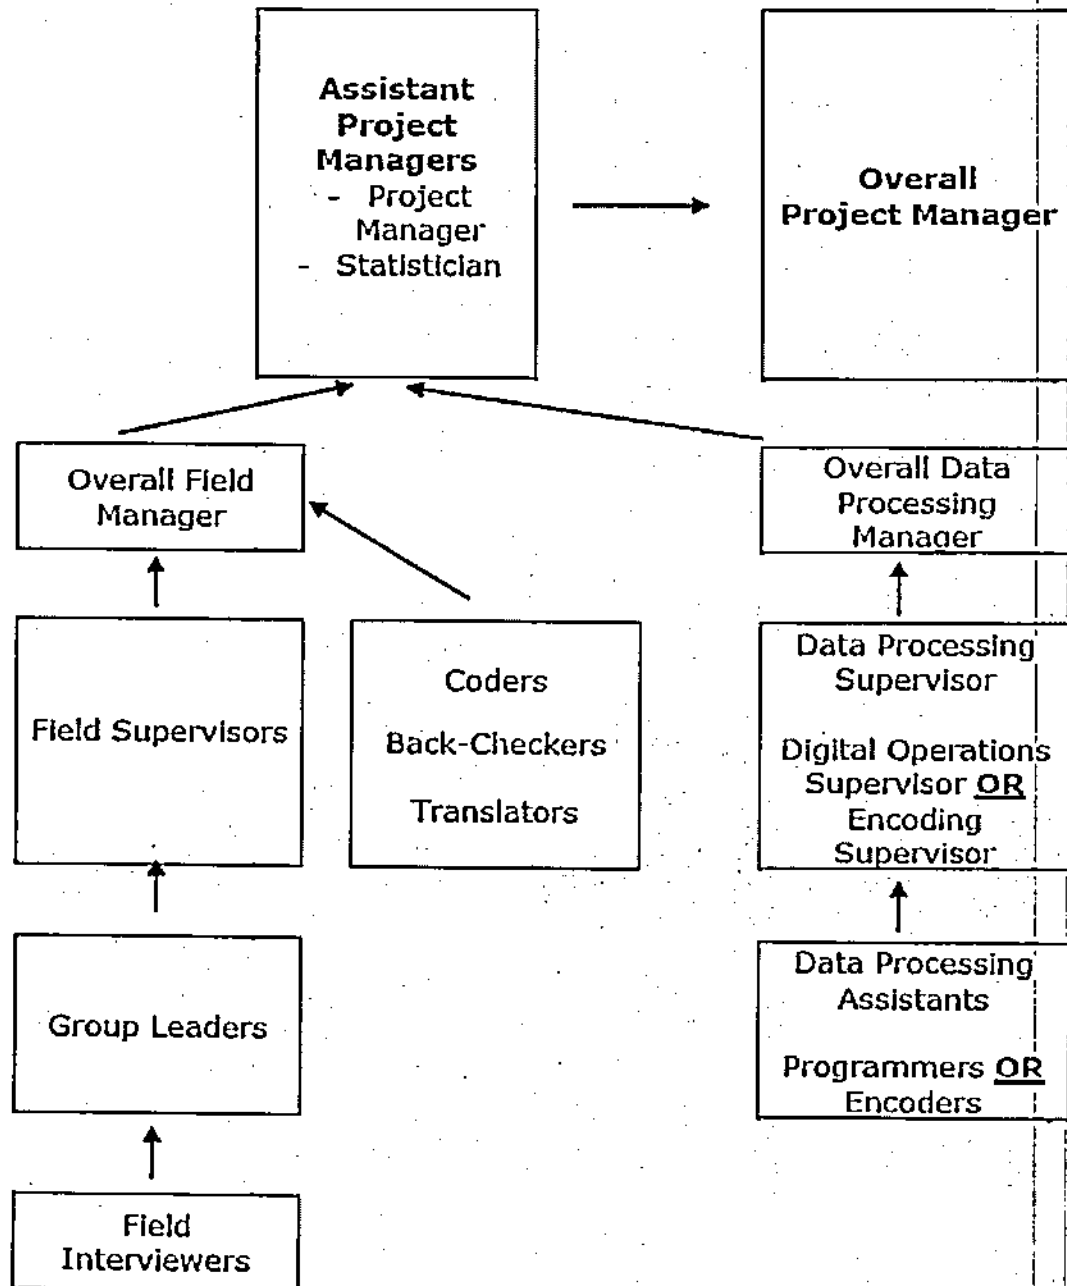 Assistant
Project
Managers
- Project
Manager
- Statistician
Overall
Project Manager
Overall Field
Manager
Overall Data
Processing
Manager
Field Supervisors
Coders
Back-Checkers
Translators
Data Processing
Supervisor
Digital Operations
Supervisor OR
Encoding
Supervisor
Group Leaders
Data Processing
Assistants
Programmers OR
Encoders
Field
Interviewers